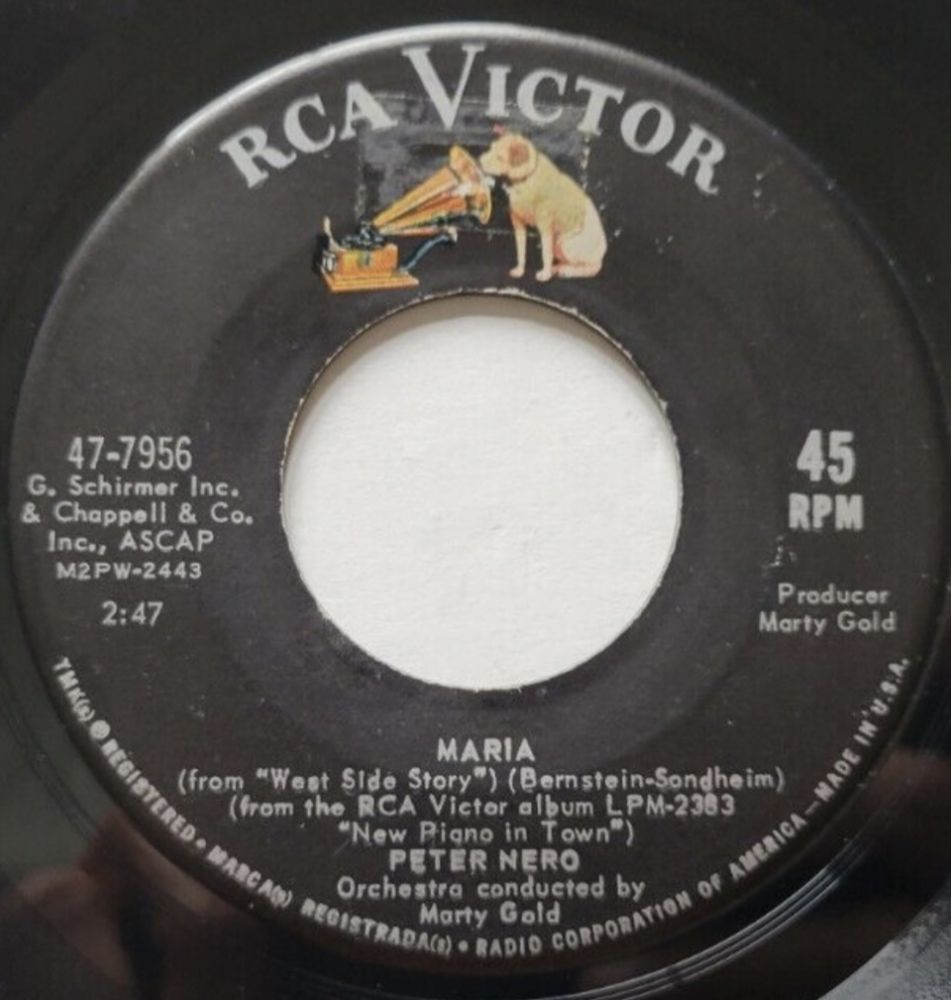 RCA VICTOR
47-7956
G. Schirmer Inc.
& Chappell & Co.
Inc., ASCAP
M2PW-2443
2:47
45
RPM
Producer
Marty Gold
MARIA
(from "West Side Story") (Bernstein-Sondheim)
(from the RCA Victor album LPM-2383
"New Piano in Town")
PETER NERO
Orchestra conducted by
Marty Gold
TMK(s) ® REGISTERED • MARCA(s) REGISTRADA(s) • RADIO CORPORATION OF AMERICA—MADE IN U.S.A.